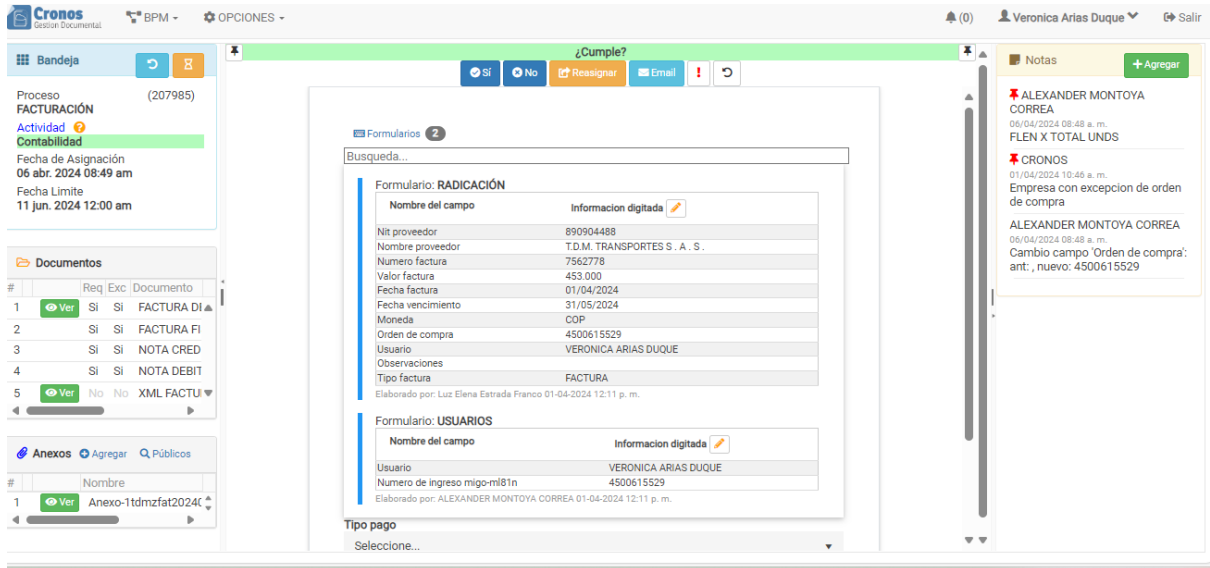 Cronos
Gestion Documental
BPM
OPCIONES
(0)
Veronica Arias Duque
Salir
Bandeja
Proceso (207985)
FACTURACIÓN
Actividad
Contabilidad
Fecha de Asignación
06 abr. 2024 08:49 am
Fecha Limite
11 jun. 2024 12:00 am
Documentos
# Req Exc Documento
1 Ver Si Si FACTURA DI
2 Si Si FACTURA FI
3 Si Si NOTA CRED
4 Si Si NOTA DEBIT
5 Ver No No XML FACTU
Anexos Agregar Públicos
# Nombre
1 Ver Anexo-1tdmzfat20240
¿Cumple?
Sí No Reasignar Email
Formularios 2
Busqueda...
Formulario: RADICACIÓN
Nombre del campo Informacion digitada
Nit proveedor 890904488
Nombre proveedor T.D.M. TRANSPORTES S . A . S .
Numero factura 7562778
Valor factura 453.000
Fecha factura 01/04/2024
Fecha vencimiento 31/05/2024
Moneda COP
Orden de compra 4500615529
Usuario VERONICA ARIAS DUQUE
Observaciones
Tipo factura FACTURA
Elaborado por: Luz Elena Estrada Franco 01-04-2024 12:11 p. m.
Formulario: USUARIOS
Nombre del campo Informacion digitada
Usuario VERONICA ARIAS DUQUE
Numero de ingreso migo-ml81n 4500615529
Elaborado por: ALEXANDER MONTOYA CORREA 01-04-2024 12:11 p. m.
Tipo pago
Seleccione...
Notas
Agregar
ALEXANDER MONTOYA
CORREA
06/04/2024 08:48 a. m.
FLEN X TOTAL UNDS
CRONOS
01/04/2024 10:46 a. m.
Empresa con excepcion de orden
de compra
ALEXANDER MONTOYA CORREA
06/04/2024 08:48 a. m.
Cambio campo 'Orden de compra':
ant: , nuevo: 4500615529